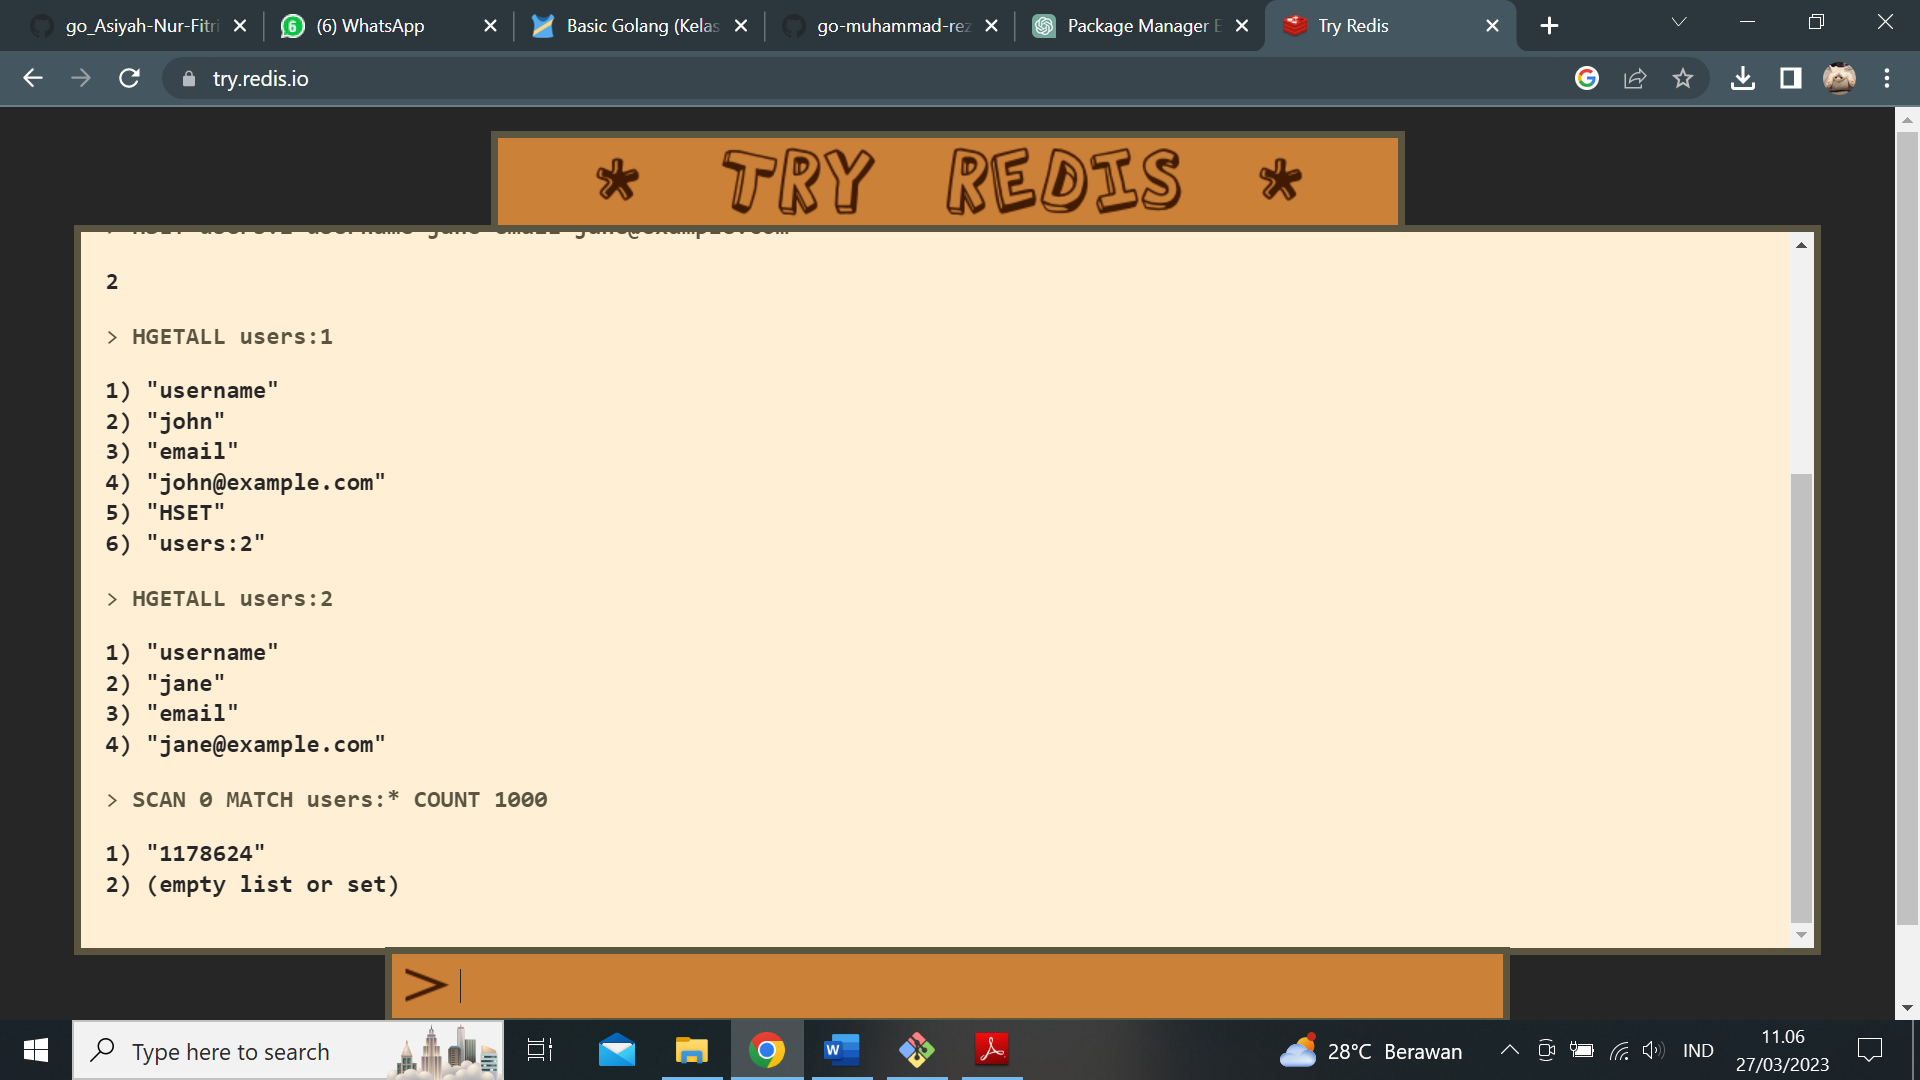 go_Asiyah-Nur-Fitri
(6) WhatsApp
Basic Golang (Kelas
go-muhammad-rez
Package Manager E
Try Redis
try.redis.io
* TRY REDIS *
2
> HGETALL users:1
1) "username"
2) "john"
3) "email"
4) "john@example.com"
5) "HSET"
6) "users:2"
> HGETALL users:2
1) "username"
2) "jane"
3) "email"
4) "jane@example.com"
> SCAN 0 MATCH users:* COUNT 1000
1) "1178624"
2) (empty list or set)
>
Type here to search
28°C Berawan
IND
11.06
27/03/2023